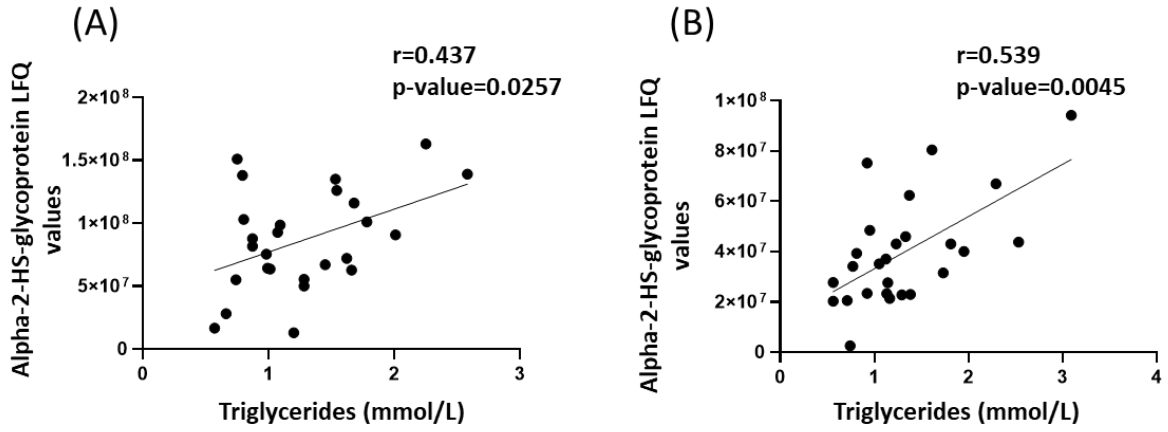 (A)
r=0.437
p-value=0.0257
Alpha-2-HS-glycoprotein LFQ
values
2×10⁸
1.5×10⁸
1×10⁸
5×10⁷
0
0
1
2
3
Triglycerides (mmol/L)
(B)
r=0.539
p-value=0.0045
Alpha-2-HS-glycoprotein LFQ
values
1×10⁸
8×10⁷
6×10⁷
4×10⁷
2×10⁷
0
0
1
2
3
4
Triglycerides (mmol/L)